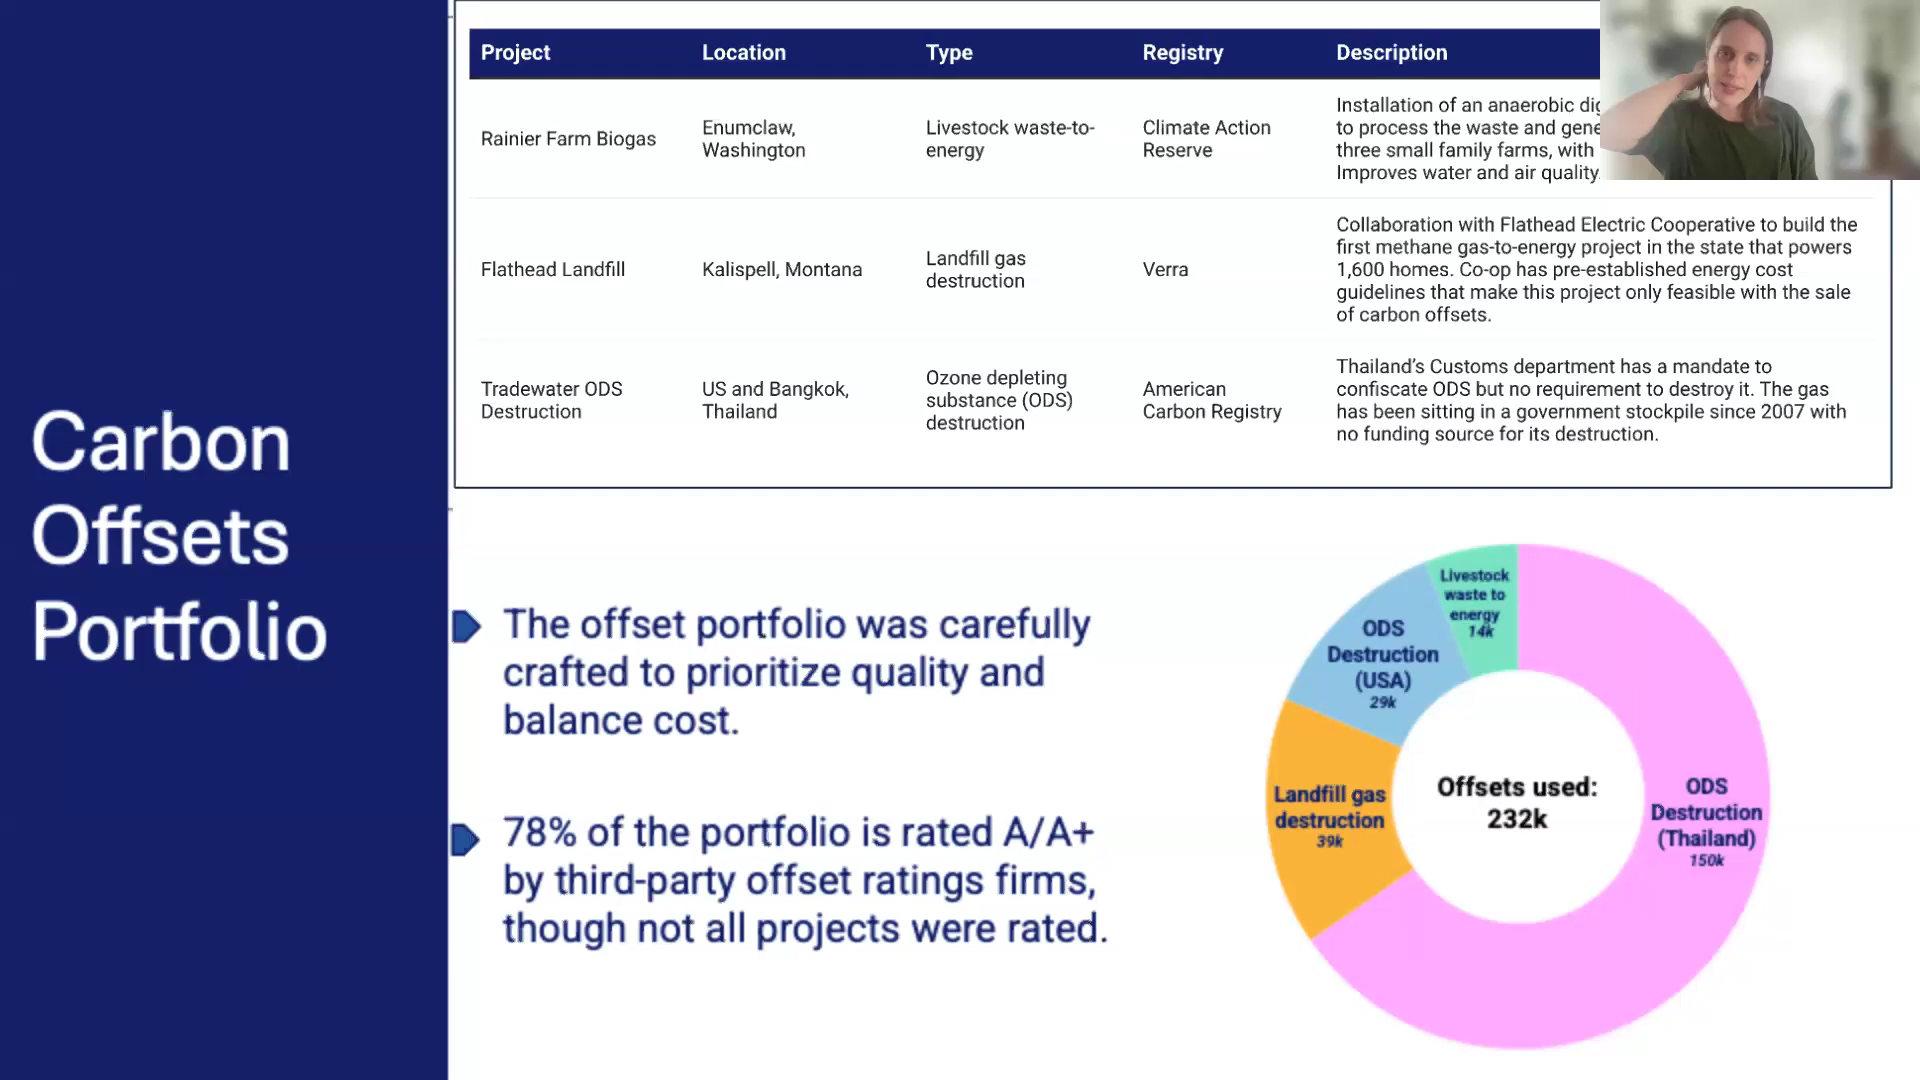 Carbon
Offsets
Portfolio
Project Location Type Registry Description
Rainier Farm Biogas
Enumclaw,
Washington
Livestock waste-to-
energy
Climate Action
Reserve
Installation of an anaerobic
to process the waste and
three small family farms, with
Improves water and air quality.
Flathead Landfill
Kalispell, Montana
Landfill gas
destruction
Verra
Collaboration with Flathead Electric Cooperative to build the
first methane gas-to-energy project in the state that powers
1,600 homes. Co-op has pre-established energy cost
guidelines that make this project only feasible with the sale
of carbon offsets.
Tradewater ODS
Destruction
US and Bangkok,
Thailand
Ozone depleting
substance (ODS)
destruction
American
Carbon Registry
Thailand’s Customs department has a mandate to
confiscate ODS but no requirement to destroy it. The gas
has been sitting in a government stockpile since 2007 with
no funding source for its destruction.
The offset portfolio was carefully
crafted to prioritize quality and
balance cost.
78% of the portfolio is rated A/A+
by third-party offset ratings firms,
though not all projects were rated.
Livestock
waste to
energy
14k
ODS
Destruction
(USA)
29k
Landfill gas
destruction
39k
Offsets used:
232k
ODS
Destruction
(Thailand)
150k